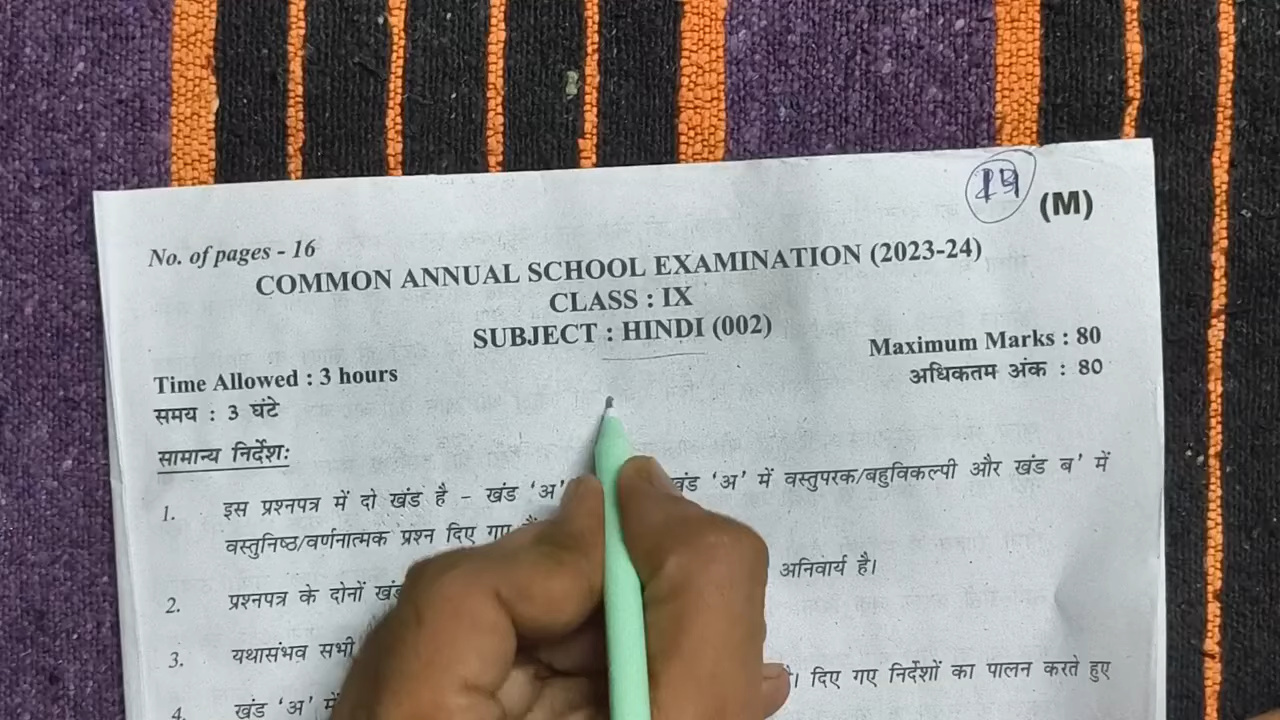 (M)
No. of pages - 16
COMMON ANNUAL SCHOOL EXAMINATION (2023-24)
CLASS : IX
SUBJECT : HINDI (002)
Maximum Marks : 80
Time Allowed : 3 hours
अधिकतम अंक : 80
समय : 3 घंटे
सामान्य निर्देश:
1. इस प्रश्नपत्र में दो खंड है - खंड 'अ' खंड 'अ' में वस्तुपरक/बहुविकल्पी और खंड ब' में
वस्तुनिष्ठ/वर्णनात्मक प्रश्न दिए गए
2. प्रश्नपत्र के दोनों खंड अनिवार्य है।
3. यथासंभव सभी
4. खंड 'अ' में है। दिए गए निर्देशों का पालन करते हुए